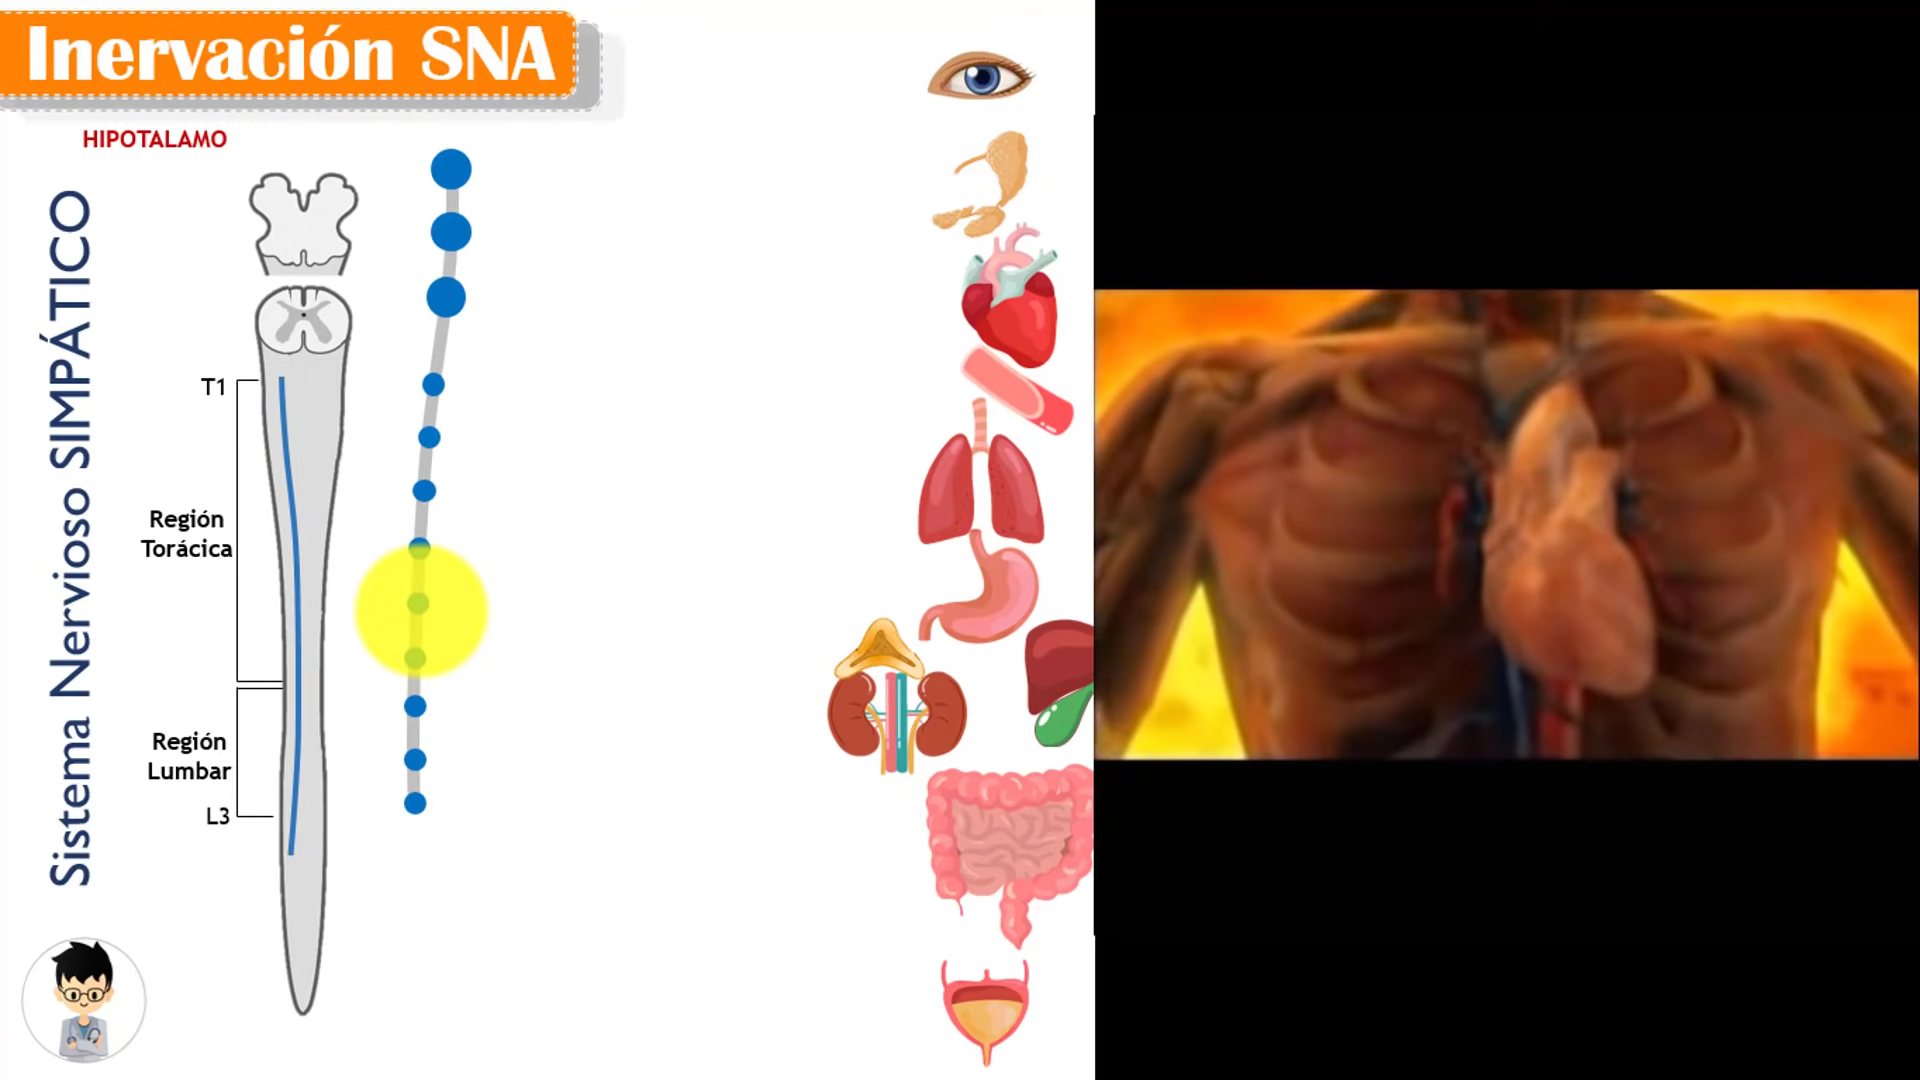 Inervación SNA
HIPOTALAMO
Sistema Nervioso SIMPÁTICO
T1
Región
Torácica
Región
Lumbar
L3